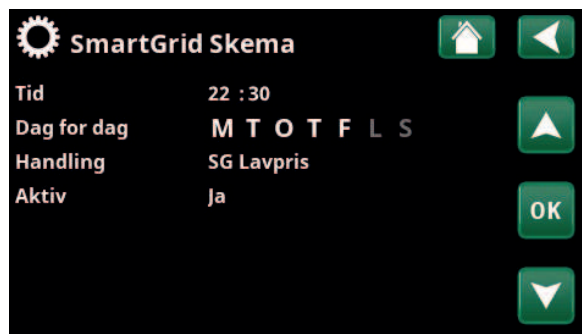 SmartGrid Skema
Tid 22 :30
Dag for dag M T O T F L S
Handling SG Lavpris
Aktiv Ja
OK